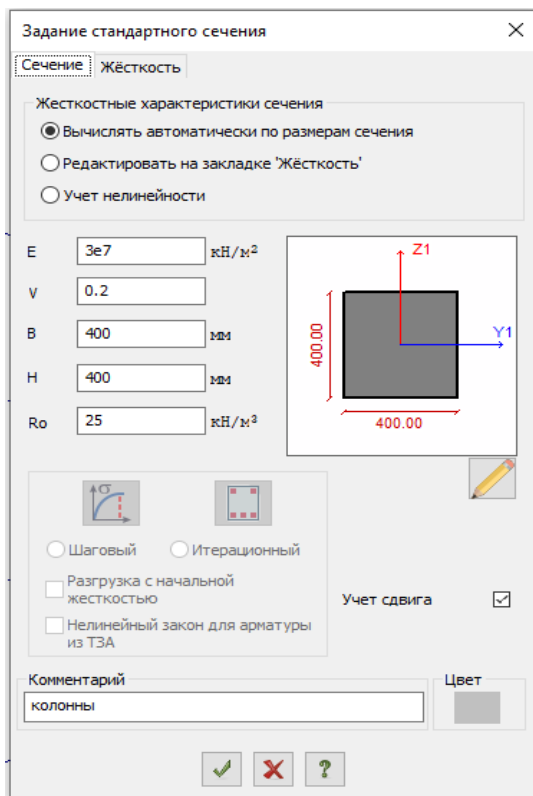 Задание стандартного сечения
Сечение Жёсткость
Жесткостные характеристики сечения
Вычислять автоматически по размерам сечения
Редактировать на закладке 'Жёсткость'
Учет нелинейности
E 3e7 кН/м²
V 0.2
B 400 мм
H 400 мм
Ro 25 кН/м³
Z1
Y1
400.00
400.00
σ
Шаговый Итерационный
Разгрузка с начальной
жесткостью
Нелинейный закон для арматуры
из ТЗА
Учет сдвига
Комментарий
колонны
Цвет
?